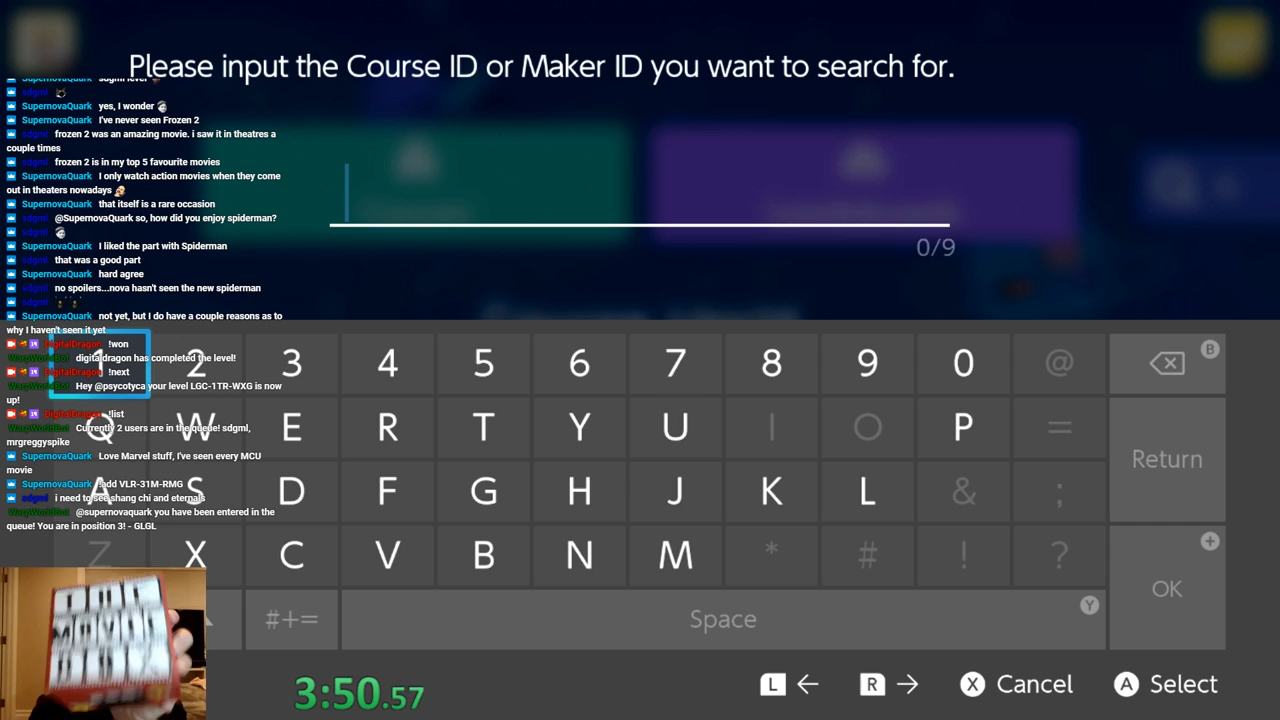 Please input the Course ID or Maker ID you want to search for.
sdgml
SupernovaQuark yes, I wonder
SupernovaQuark I've never seen Frozen 2
sdgml frozen 2 was an amazing movie. i saw it in theatres a
couple times
sdgml frozen 2 is in my top 5 favourite movies
SupernovaQuark I only watch action movies when they come
out in theaters nowadays
SupernovaQuark that itself is a rare occasion
sdgml @SupernovaQuark so, how did you enjoy spiderman?
sdgml
SupernovaQuark I liked the part with Spiderman
sdgml that was a good part
SupernovaQuark hard agree
sdgml no spoilers...nova hasn't seen the new spiderman
sdgml
SupernovaQuark not yet, but I do have a couple reasons as to
why I haven't seen it yet
DigitalDragon !won
WarpWorldBot digitaldragon has completed the level!
DigitalDragon !next
WarpWorldBot Hey @psycotyca your level LGC-1TR-WXG is now
up!
DigitalDragon !list
WarpWorldBot Currently 2 users are in the queue! sdgml,
mrgreggyspike
SupernovaQuark Love Marvel stuff, I've seen every MCU
movie
SupernovaQuark !add VLR-31M-RMG
sdgml i need to see shang chi and eternals
WarpWorldBot @supernovaquark you have been entered in the
queue! You are in position 3! - GLGL
0/9
1 2 3 4 5 6 7 8 9 0 @ B
Q W E R T Y U I O P =
Return
A S D F G H J K L & ;
Z X C V B N M * # ! ? +
OK
#+= Space Y
THE
MOVIE
3:50.57
L ← R → X Cancel A Select